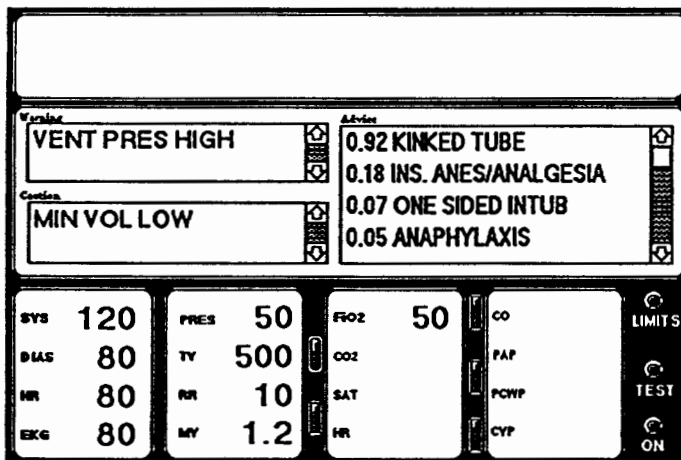 Warning
VENT PRES HIGH
Caution
MIN VOL LOW
Advice
0.92 KINKED TUBE
0.18 INS. ANES/ANALGESIA
0.07 ONE SIDED INTUB
0.05 ANAPHYLAXIS
SYS 120
DIAS 80
HR 80
EKG 80
PRES 50
TV 500
RR 10
MV 1.2
FiO2 50
CO2
SAT
HR
CO
PAP
PCWP
CVP
LIMITS
TEST
ON